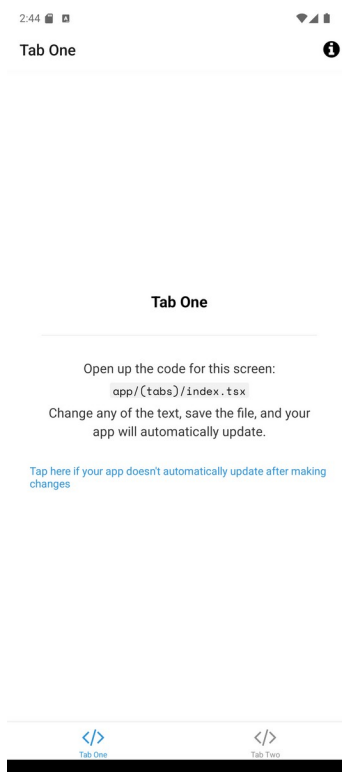 2:44
Tab One
Tab One
Open up the code for this screen:
app/(tabs)/index.tsx
Change any of the text, save the file, and your
app will automatically update.
Tap here if your app doesn't automatically update after making
changes
Tab One
Tab Two